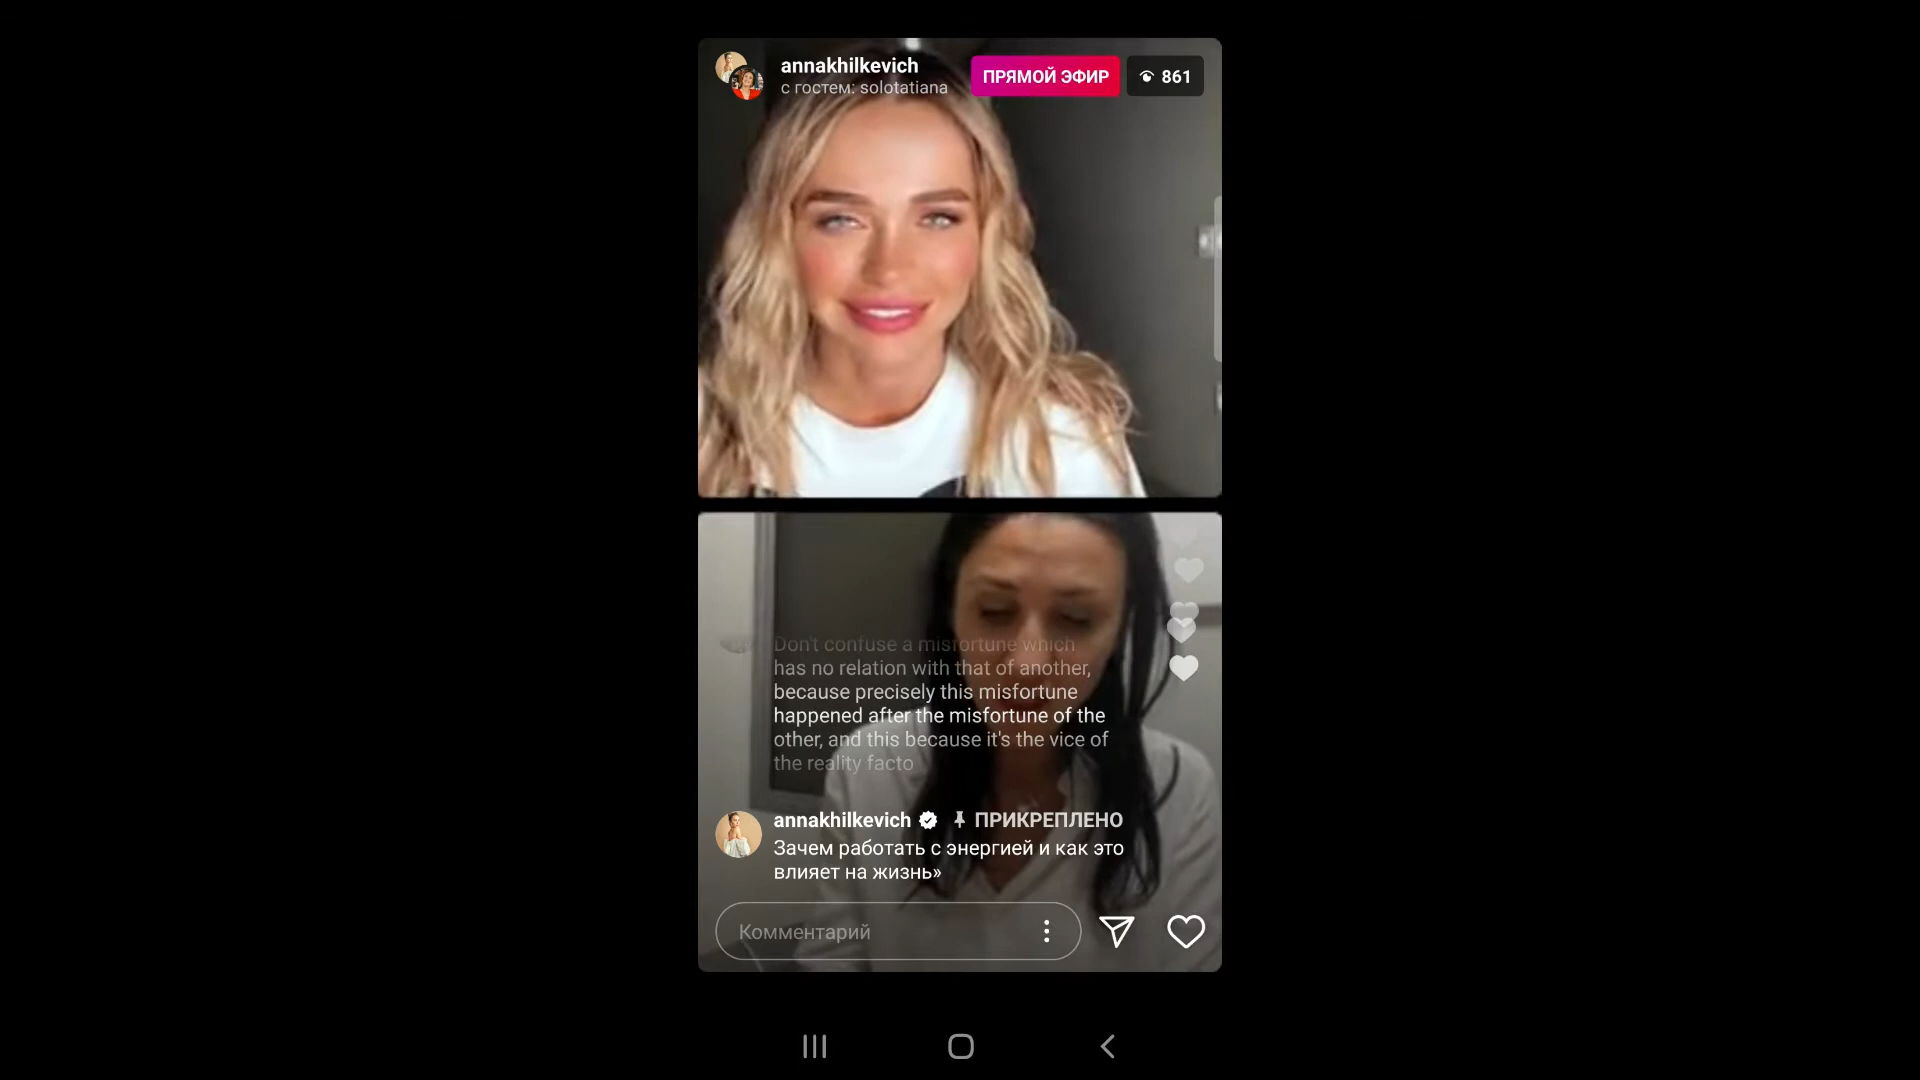 annakhilkevich
с гостем: solotatiana
ПРЯМОЙ ЭФИР
861
Don't confuse a misfortune which
has no relation with that of another,
because precisely this misfortune
happened after the misfortune of the
other, and this because it's the vice of
the reality facto
annakhilkevich ПРИКРЕПЛЕНО
Зачем работать с энергией и как это
влияет на жизнь»
Комментарий